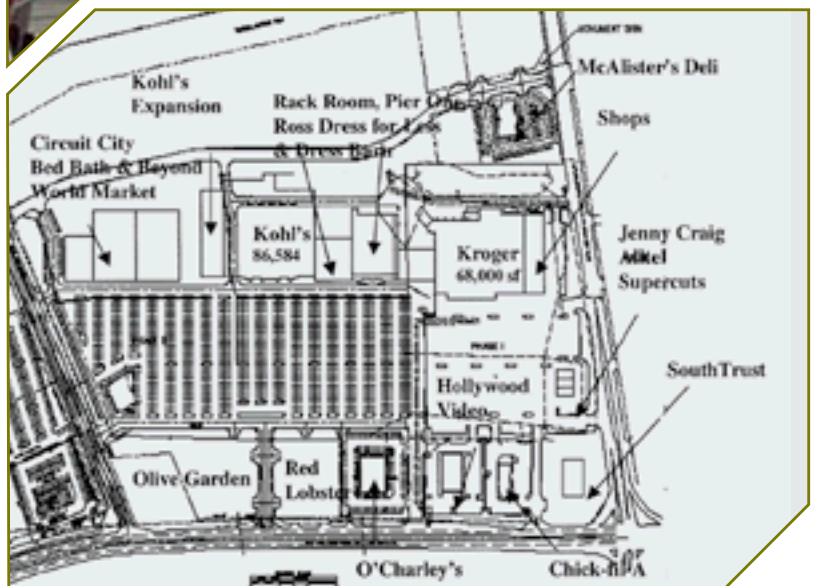 McAlister's Deli
Kohl's
Expansion
Rack Room, Pier One,
Ross Dress for Less
& Dress Barn
Shops
Circuit City
Bed Bath & Beyond
World Market
Kohl's
86,584
Kroger
68,000 sf
Jenny Craig
Supercuts
PHASE I
Hollywood
Video
SouthTrust
Olive Garden
Red
Lobster
O'Charley's
Chick-fil-A